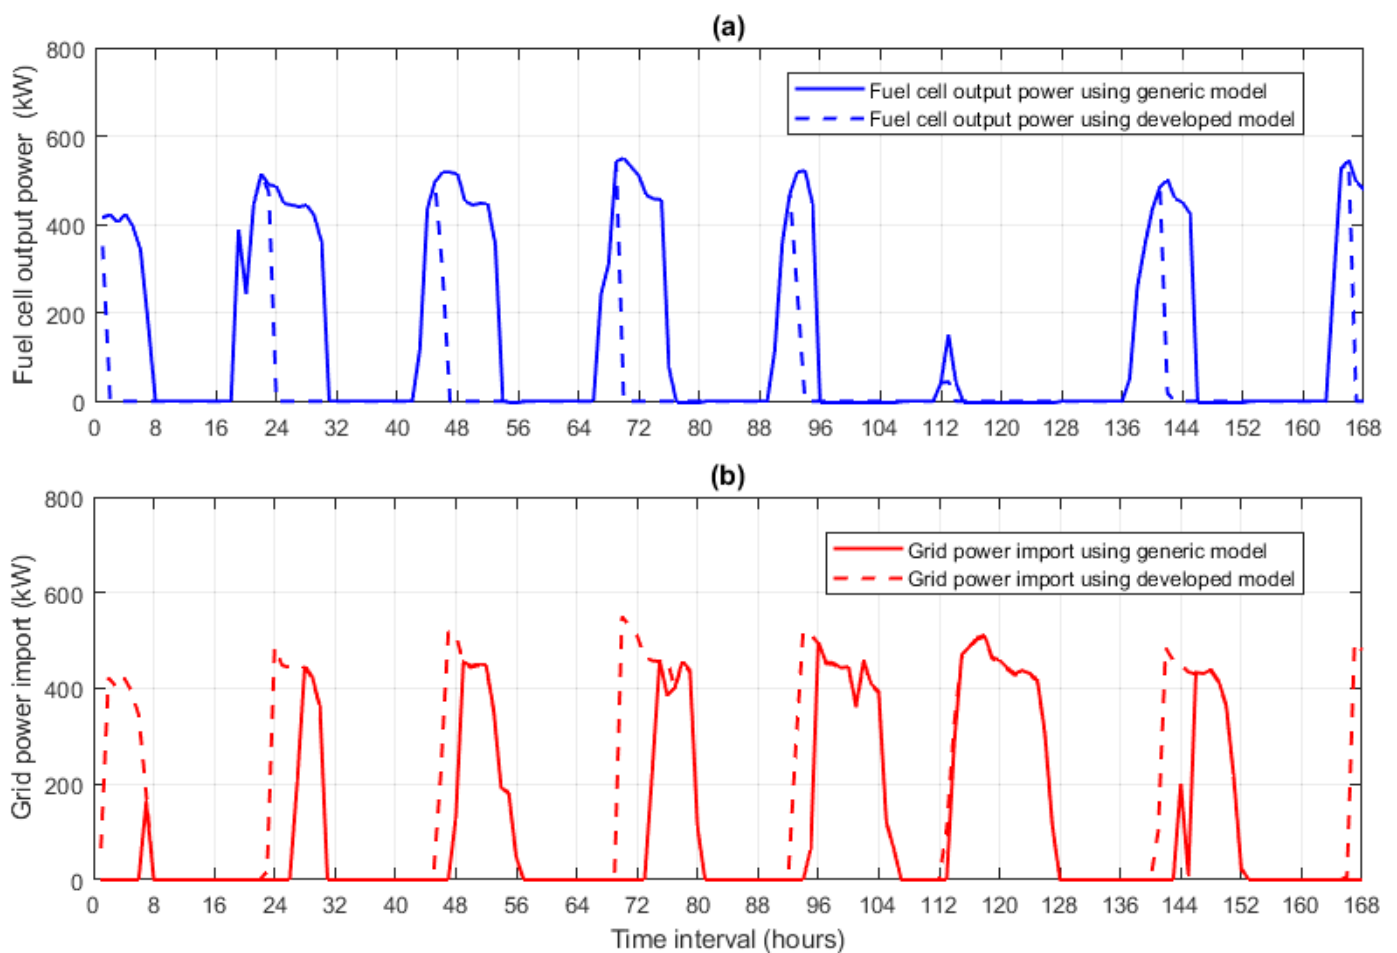 (a)
Fuel cell output power (kW)
800
600
400
200
0
Fuel cell output power using generic model
Fuel cell output power using developed model
0 8 16 24 32 40 48 56 64 72 80 88 96 104 112 120 128 136 144 152 160 168
(b)
Grid power import (kW)
800
600
400
200
0
Grid power import using generic model
Grid power import using developed model
0 8 16 24 32 40 48 56 64 72 80 88 96 104 112 120 128 136 144 152 160 168
Time interval (hours)